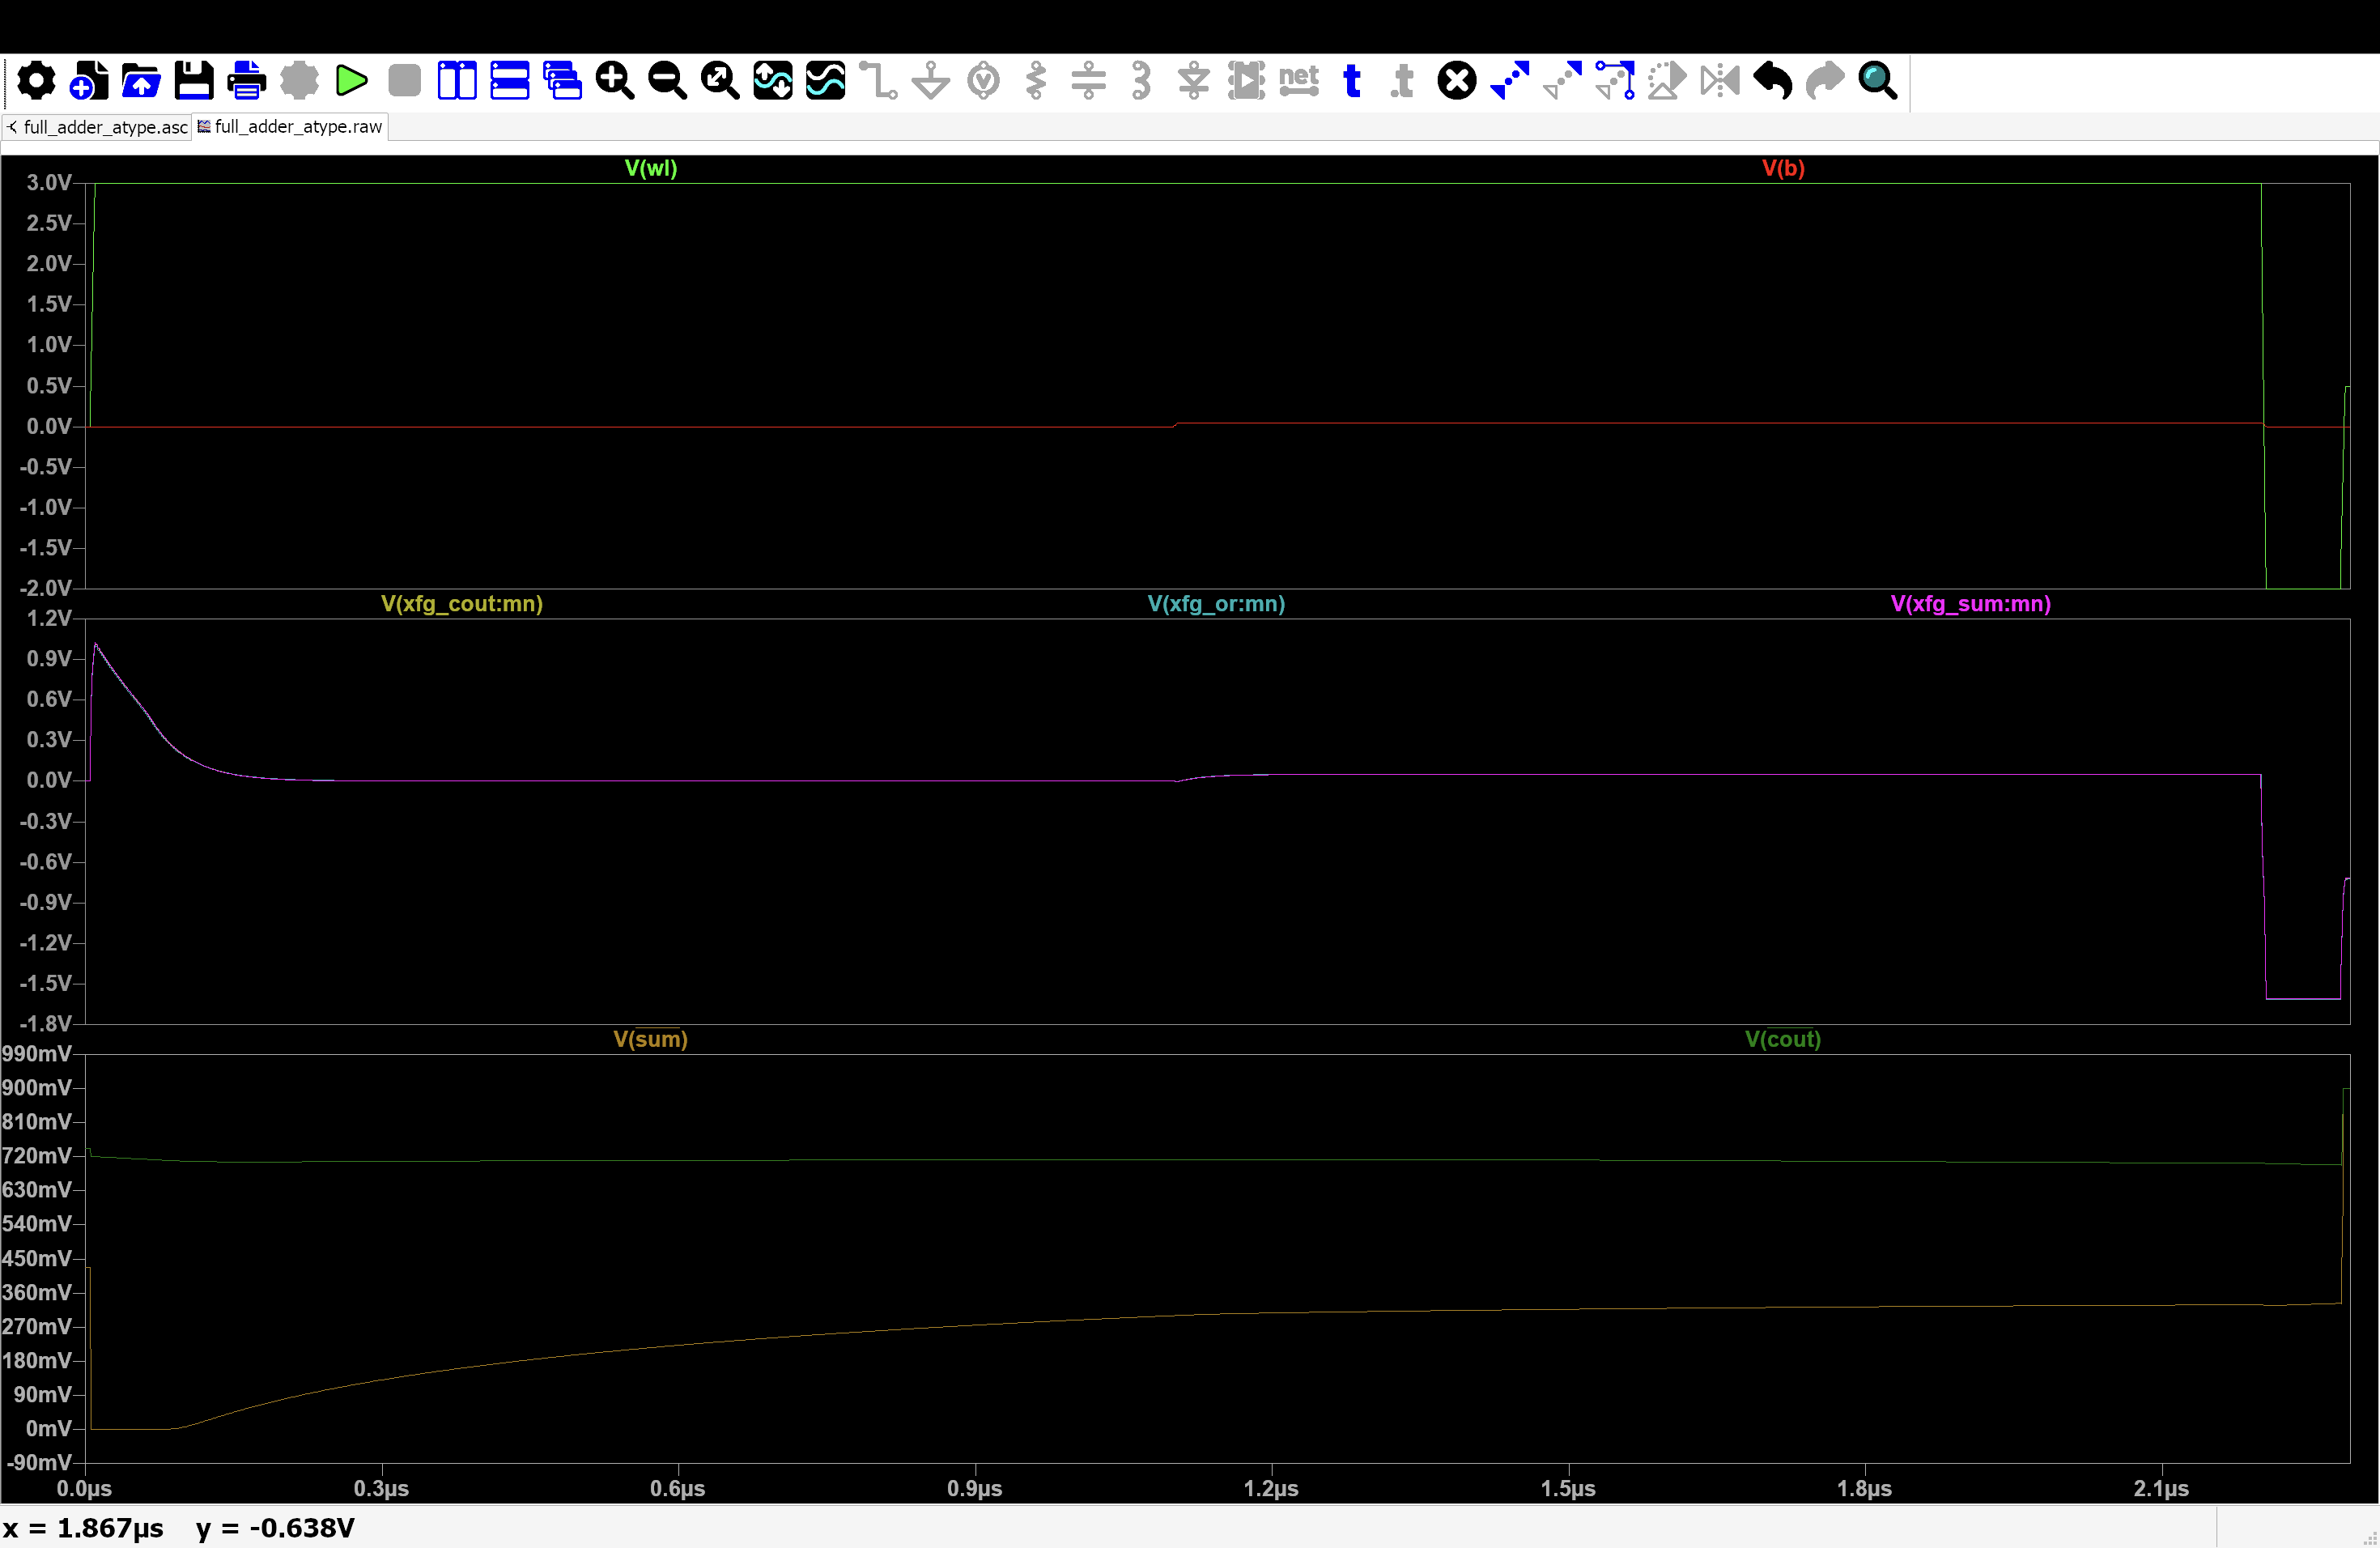 net
t
.t
full_adder_atype.asc
full_adder_atype.raw
V(wl)
V(b)
3.0V
2.5V
2.0V
1.5V
1.0V
0.5V
0.0V
-0.5V
-1.0V
-1.5V
-2.0V
V(xfg_cout:mn)
V(xfg_or:mn)
V(xfg_sum:mn)
1.2V
0.9V
0.6V
0.3V
0.0V
-0.3V
-0.6V
-0.9V
-1.2V
-1.5V
-1.8V
V(s̅u̅m̅)
V(c̅o̅u̅t̅)
990mV
900mV
810mV
720mV
630mV
540mV
450mV
360mV
270mV
180mV
90mV
0mV
-90mV
0.0µs
0.3µs
0.6µs
0.9µs
1.2µs
1.5µs
1.8µs
2.1µs
x = 1.867µs y = -0.638V